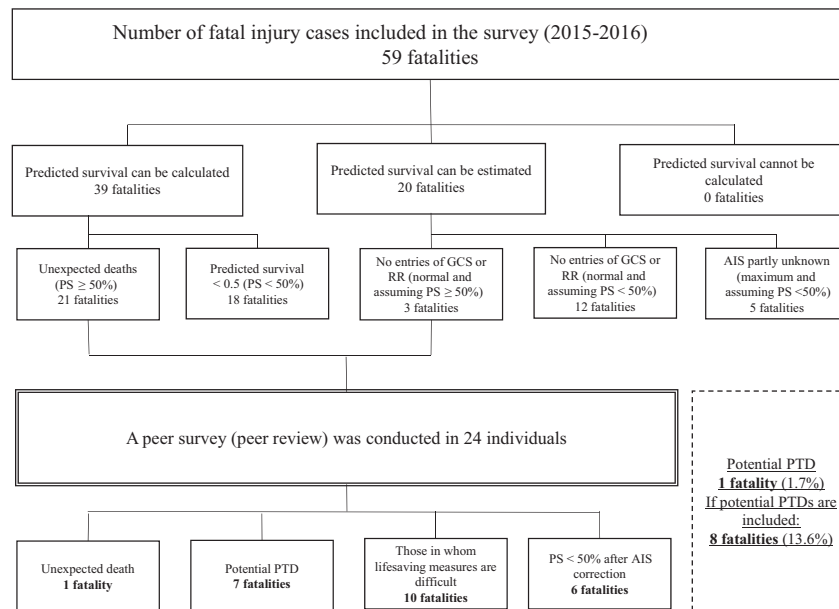 Number of fatal injury cases included in the survey (2015-2016)
59 fatalities
Predicted survival can be calculated
39 fatalities
Predicted survival can be estimated
20 fatalities
Predicted survival cannot be
calculated
0 fatalities
Unexpected deaths
(PS ≥ 50%)
21 fatalities
Predicted survival
< 0.5 (PS < 50%)
18 fatalities
No entries of GCS or
RR (normal and
assuming PS ≥ 50%)
3 fatalities
No entries of GCS or
RR (normal and
assuming PS < 50%)
12 fatalities
AIS partly unknown
(maximum and
assuming PS <50%)
5 fatalities
A peer survey (peer review) was conducted in 24 individuals
Potential PTD
1 fatality (1.7%)
If potential PTDs are
included:
8 fatalities (13.6%)
Unexpected death
1 fatality
Potential PTD
7 fatalities
Those in whom
lifesaving measures are
difficult
10 fatalities
PS < 50% after AIS
correction
6 fatalities